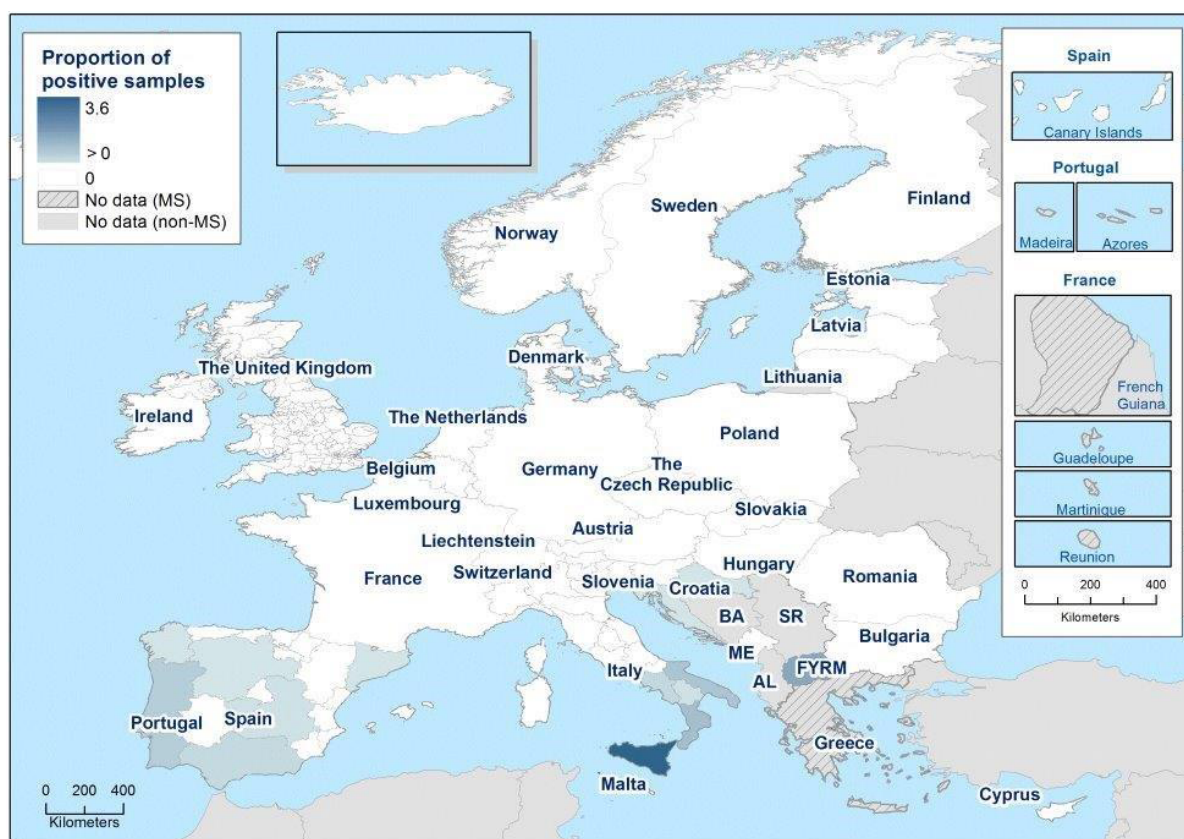 Proportion of
positive samples
3.6
> 0
0
No data (MS)
No data (non-MS)
Spain
Canary Islands
Portugal
Madeira
Azores
France
French
Guiana
Guadeloupe
Martinique
Reunion
0 200 400
Kilometers
Norway
Sweden
Finland
Estonia
Latvia
Lithuania
Denmark
The United Kingdom
Ireland
The Netherlands
Belgium
Luxembourg
Germany
Poland
The
Czech Republic
Slovakia
Austria
Liechtenstein
Switzerland
France
Slovenia
Hungary
Romania
Croatia
BA
SR
Bulgaria
ME
AL
FYRM
Italy
Portugal
Spain
Greece
Malta
Cyprus
0 200 400
Kilometers